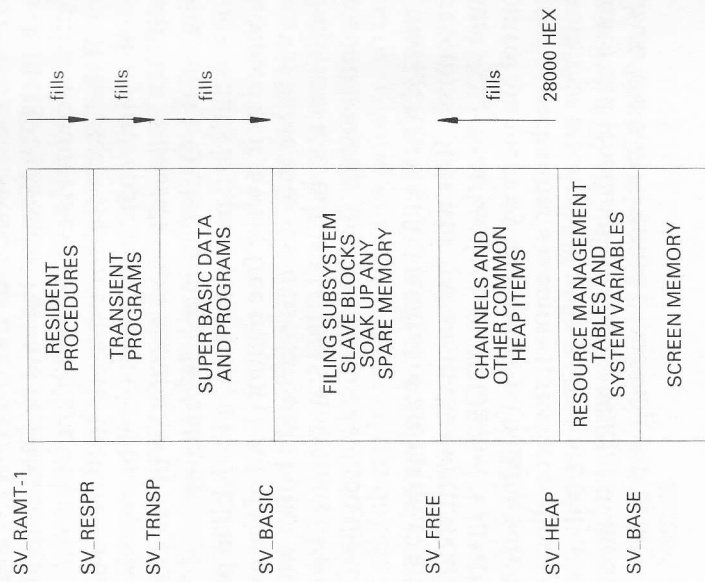 SV_RAMT-1
RESIDENT
PROCEDURES
fills
SV_RESPR
TRANSIENT
PROGRAMS
fills
SV_TRNSP
SUPER BASIC DATA
AND PROGRAMS
fills
SV_BASIC
FILING SUBSYSTEM
SLAVE BLOCKS
SOAK UP ANY
SPARE MEMORY
SV_FREE
CHANNELS AND
OTHER COMMON
HEAP ITEMS
fills
SV_HEAP
28000 HEX
RESOURCE MANAGEMENT
TABLES AND
SYSTEM VARIABLES
SV_BASE
SCREEN MEMORY